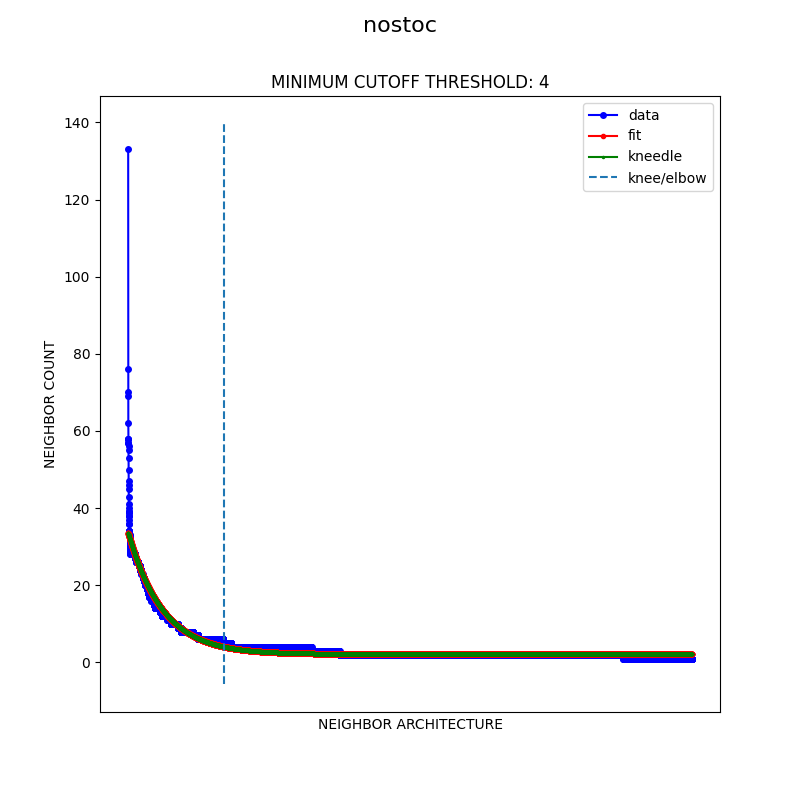 nostoc
MINIMUM CUTOFF THRESHOLD: 4
data
fit
kneedle
knee/elbow
140
120
100
80
60
40
20
0
NEIGHBOR COUNT
NEIGHBOR ARCHITECTURE